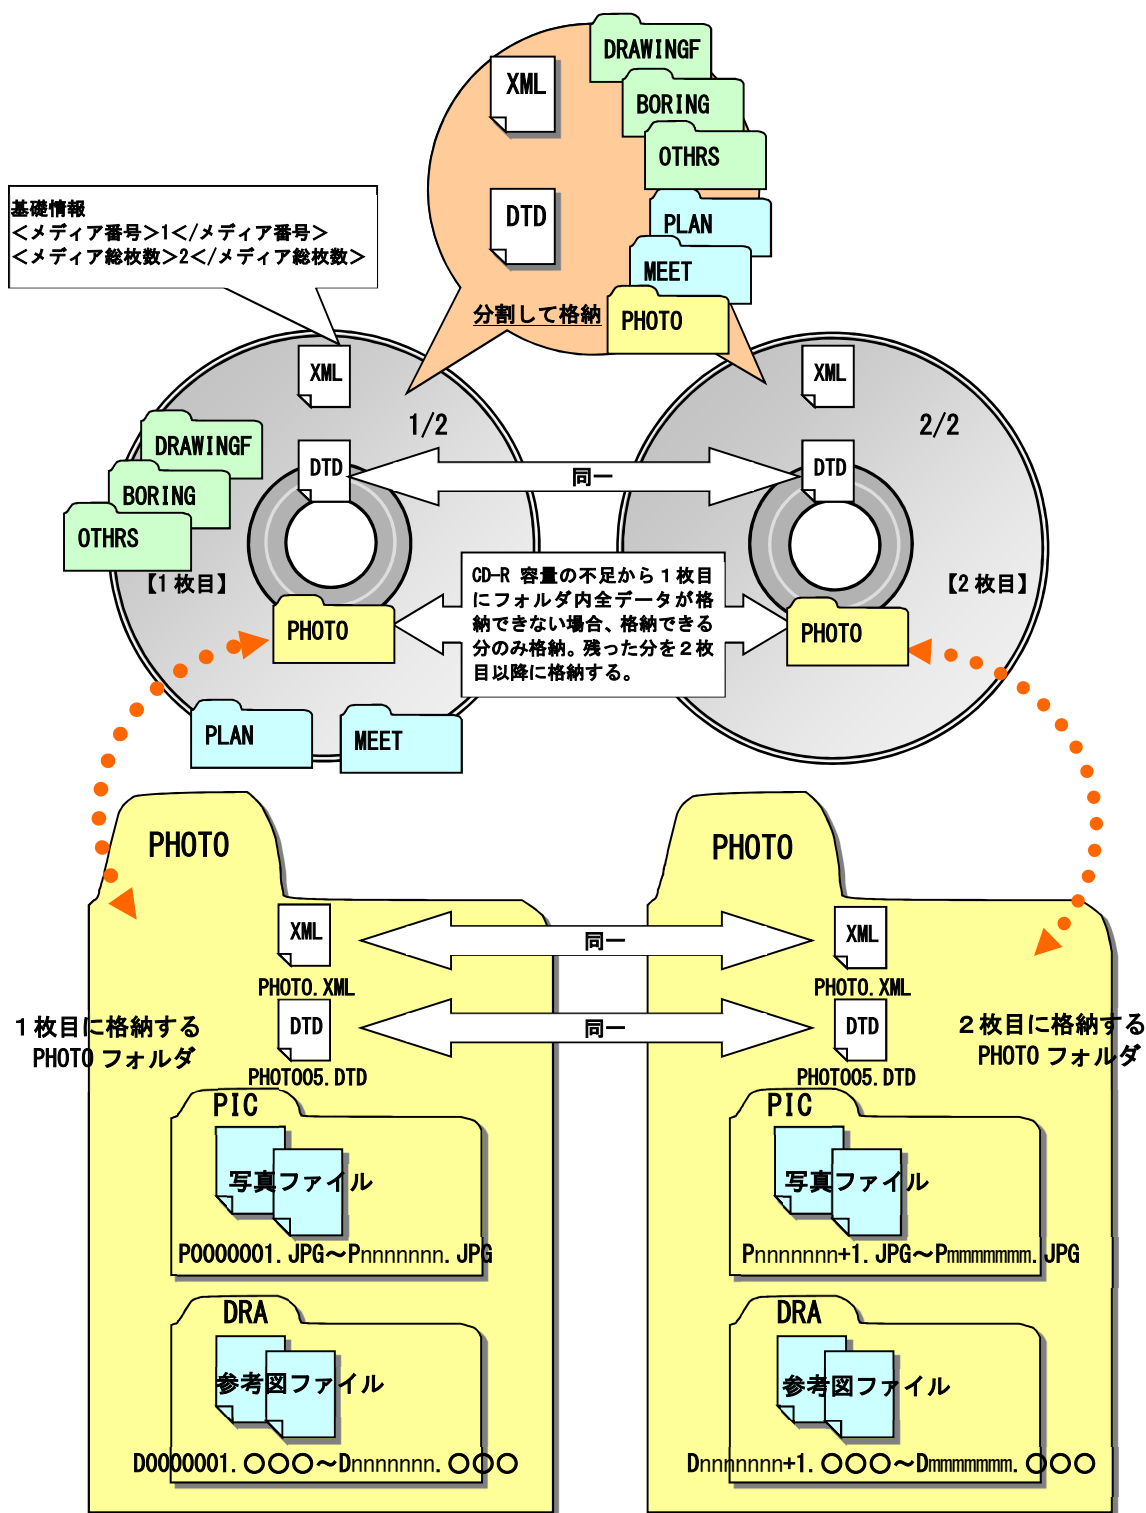 DRAWINGF
XML
BORING
OTHRS
DTD
PLAN
MEET
分割して格納
PHOTO
基礎情報
<メディア番号>1</メディア番号>
<メディア総枚数>2</メディア総枚数>
XML
1/2
DRAWINGF
DTD
BORING
OTHRS
【1枚目】
PHOTO
PLAN
MEET
同一
CD-R 容量の不足から1枚目
にフォルダ内全データが格
納できない場合、格納できる
分のみ格納。残った分を2枚
目以降に格納する。
XML
2/2
DTD
【2枚目】
PHOTO
PHOTO
XML
PHOTO.XML
1枚目に格納する
PHOTO フォルダ
DTD
PHOTO05.DTD
PIC
写真ファイル
P0000001.JPG～Pnnnnnnn.JPG
DRA
参考図ファイル
D0000001.○○○～Dnnnnnnn.○○○
同一
同一
PHOTO
XML
PHOTO.XML
2枚目に格納する
PHOTO フォルダ
DTD
PHOTO05.DTD
PIC
写真ファイル
Pnnnnnnn+1.JPG～Pmmmmmmm.JPG
DRA
参考図ファイル
Dnnnnnnn+1.○○○～Dmmmmmmm.○○○